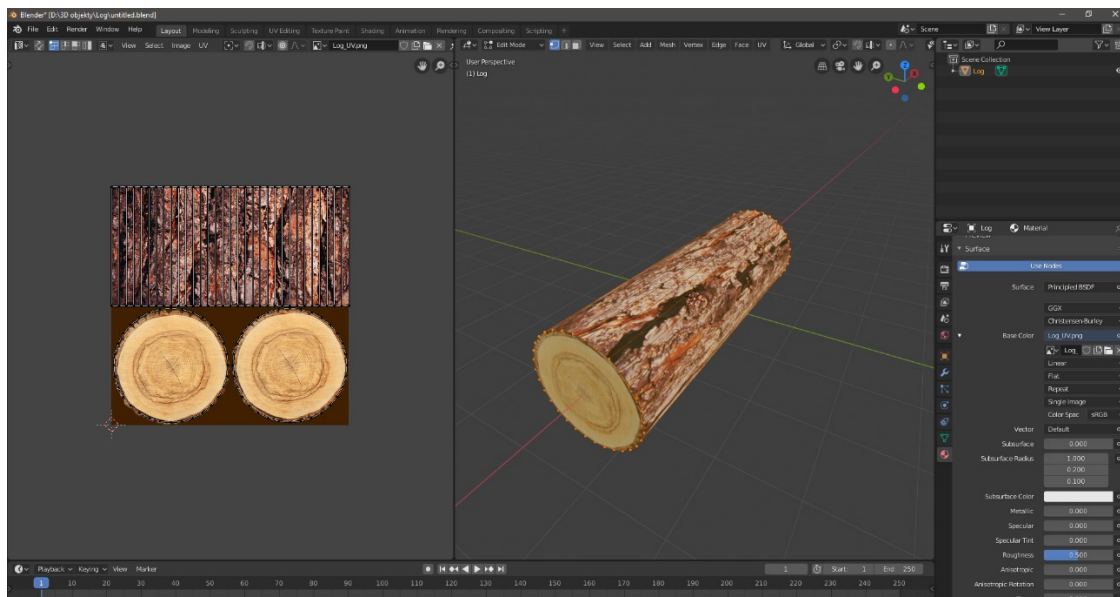 Blender* [D:\3D objekty\Log\untitled.blend]
File Edit Render Window Help Layout Modeling Sculpting UV Editing Texture Paint Shading Animation Rendering Compositing Scripting + Scene View Layer
View Select Image UV Log_UV.png Edit Mode View Select Add Mesh Vertex Edge Face UV Global
User Perspective
(1) Log
Scene Collection
Log
Log Material
Preview
Surface
Use Nodes
Surface Principled BSDF
GGX
Christensen-Burley
Base Color Log_UV.png
Log_
Linear
Flat
Repeat
Single Image
Color Spac sRGB
Vector Default
Subsurface 0.000
Subsurface Radius 1.000
0.200
0.100
Subsurface Color
Metallic 0.000
Specular 0.000
Specular Tint 0.000
Roughness 0.500
Anisotropic 0.000
Anisotropic Rotation 0.000
Playback Keying View Marker 1 Start: 1 End 250
1 10 20 30 40 50 60 70 80 90 100 110 120 130 140 150 160 170 180 190 200 210 220 230 240 250